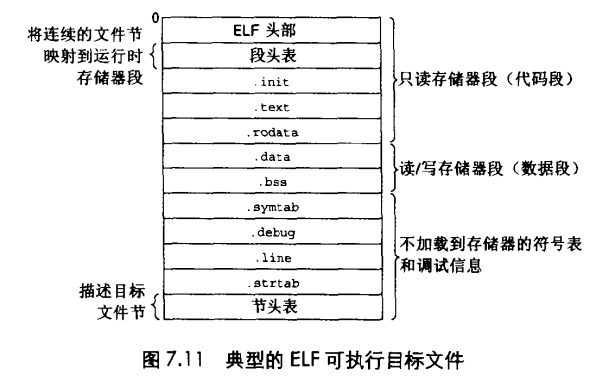 0
将连续的文件节
映射到运行时
存储器段
ELF 头部
段头表
.init
.text
.rodata
只读存储器段（代码段）
.data
.bss
读/写存储器段（数据段）
.symtab
.debug
.line
.strtab
不加载到存储器的符号表
和调试信息
描述目标
文件节
节头表
图 7.11 典型的 ELF 可执行目标文件